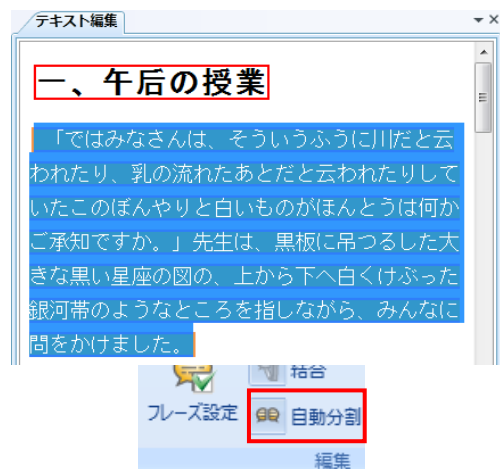 テキスト編集
一、午后の授業
「ではみなさんは、そういうふうに川だと云
われたり、乳の流れたあとだと云われたりして
いたこのぼんやりと白いものがほんとうは何か
ご承知ですか。」先生は、黒板に吊つるした大
きな黒い星座の図の、上から下へ白くけぶった
銀河帯のようなところを指しながら、みんなに
問をかけました。
結合
フレーズ設定
自動分割
編集